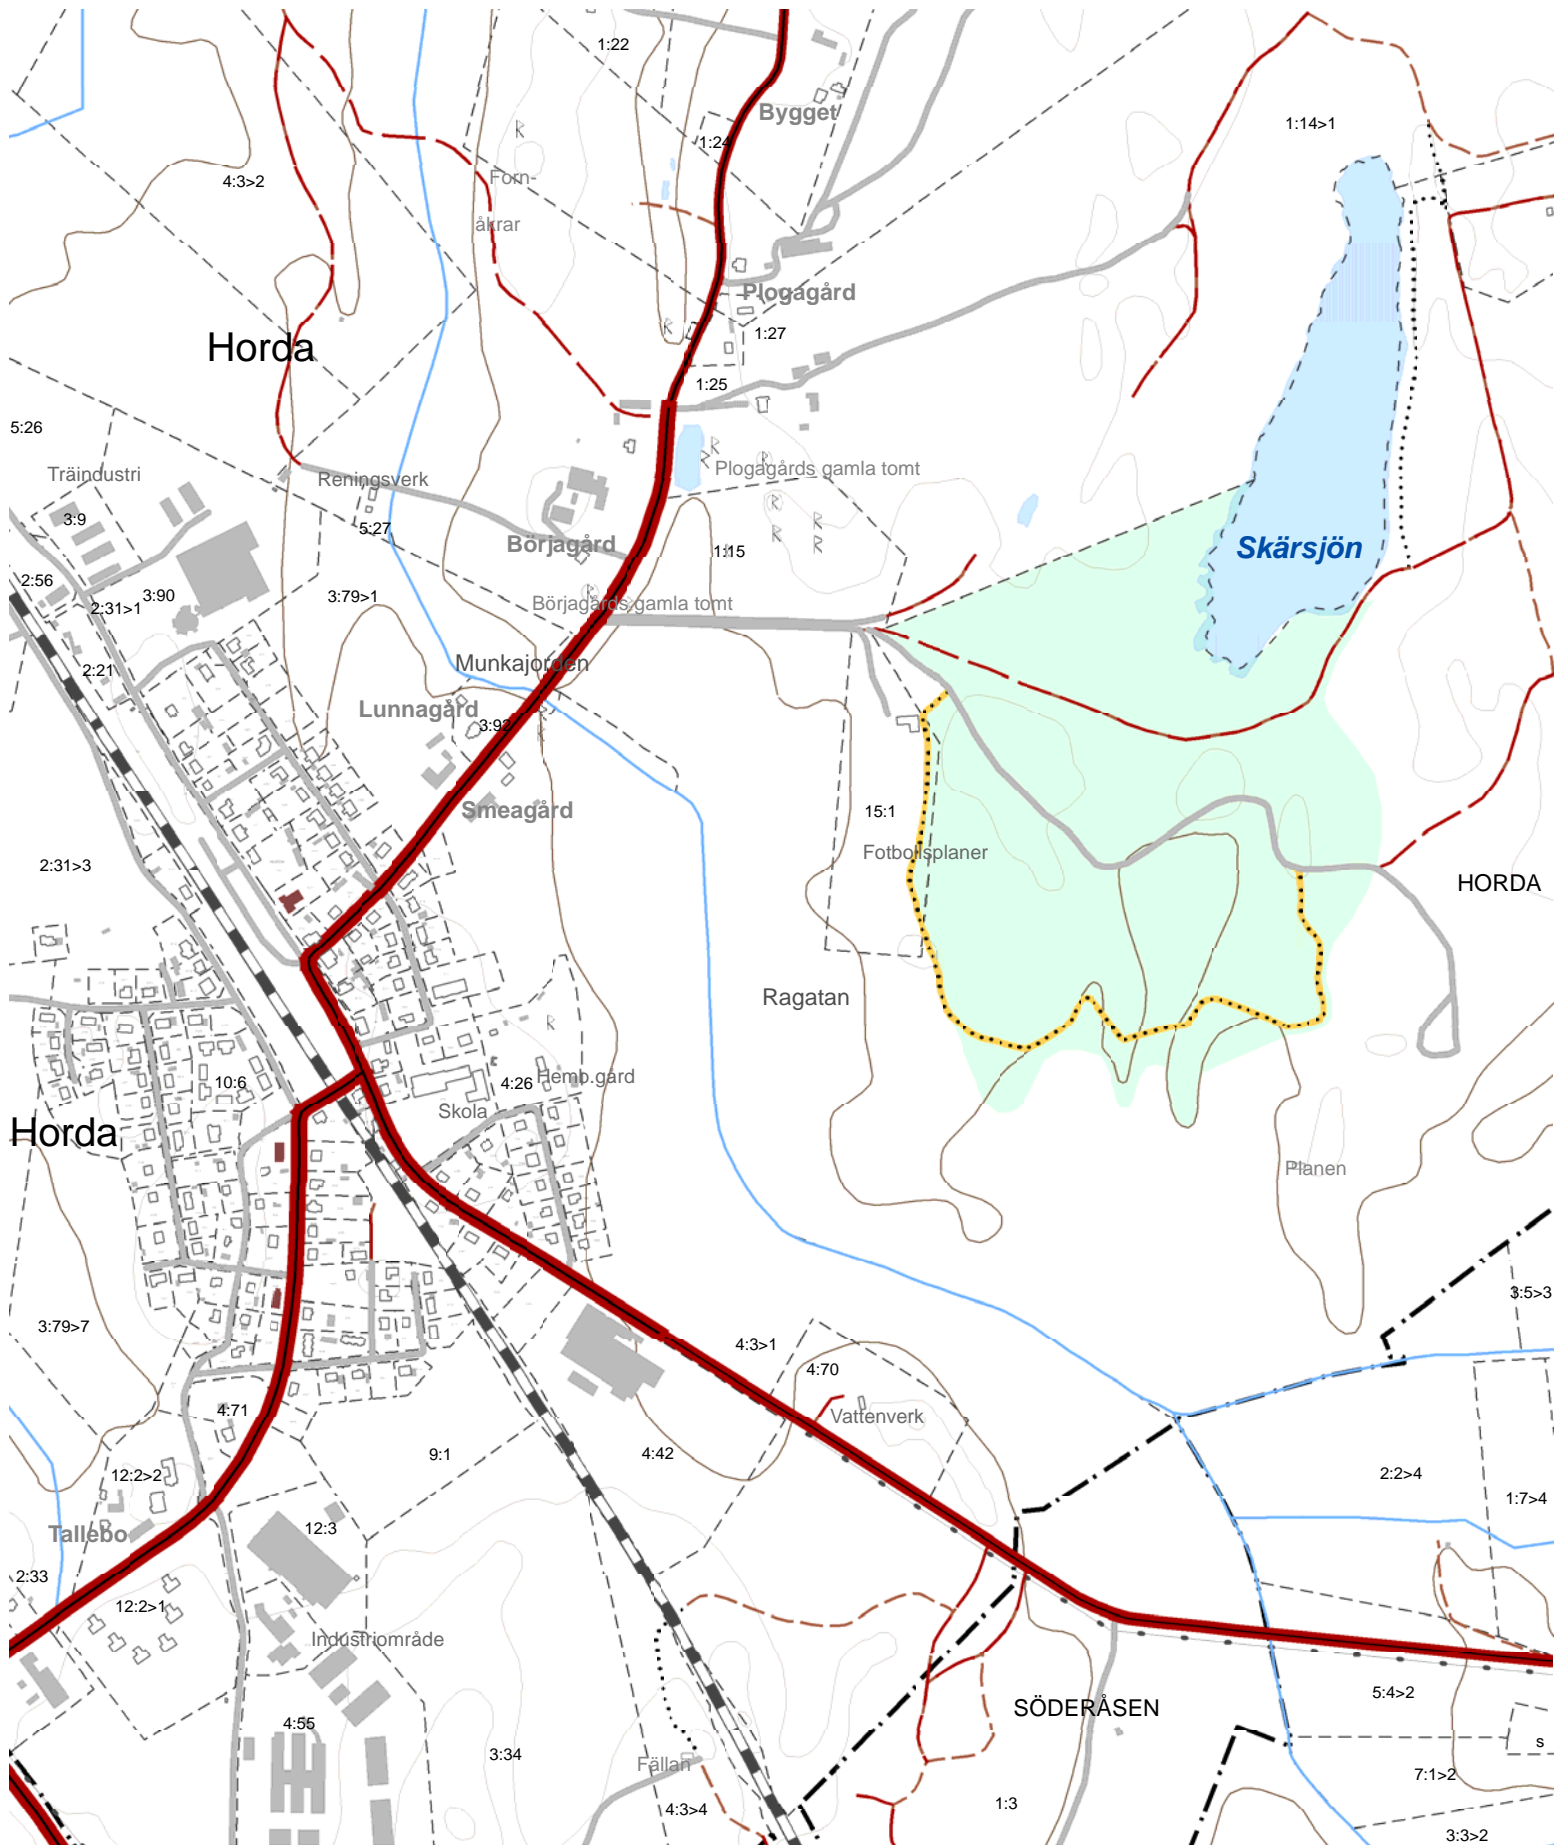 1:22
Bygget
1:24
1:14>1
4:3>2
Forn-
åkrar
Plogagård
1:27
Horda
1:25
5:26
Träindustri
Reningsverk
Plogagårds gamla tomt
3:9
5:27
Börjagård
1:15
Skärsjön
2:56
3:90
2:31>1
3:79>1
Börjagårds gamla tomt
2:21
Munkajorden
Lunnagård
3:92
Smeagård
15:1
Fotbollsplaner
2:31>3
HORDA
Ragatan
10:6
4:26
Hemb.gård
Skola
Horda
Planen
3:5>3
3:79>7
4:3>1
4:70
4:71
Vattenverk
9:1
4:42
12:2>2
2:2>4
1:7>4
Tallebo
12:3
2:33
12:2>1
Industriområde
5:4>2
SÖDERÅSEN
4:55
s
3:34
Fällan
7:1>2
4:3>4
1:3
3:3>2